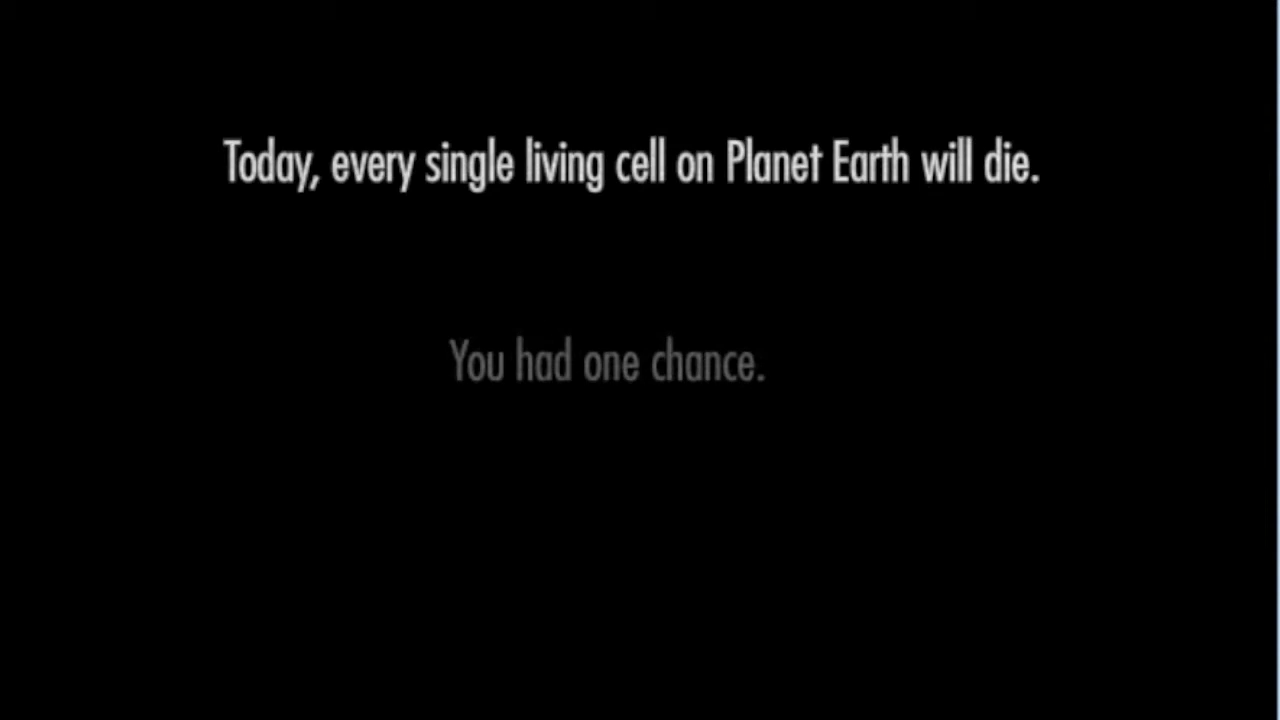 Today, every single living cell on Planet Earth will die.
You had one chance.